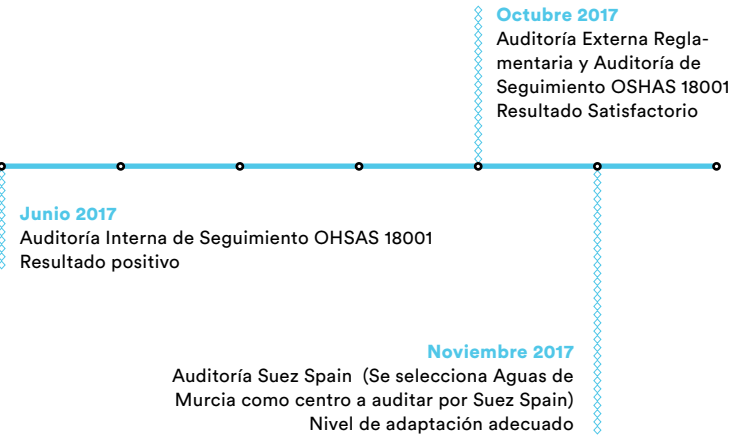 Octubre 2017
Auditoría Externa Regla-
mentaria y Auditoría de
Seguimiento OSHAS 18001
Resultado Satisfactorio
Junio 2017
Auditoría Interna de Seguimiento OHSAS 18001
Resultado positivo
Noviembre 2017
Auditoría Suez Spain (Se selecciona Aguas de
Murcia como centro a auditar por Suez Spain)
Nivel de adaptación adecuado